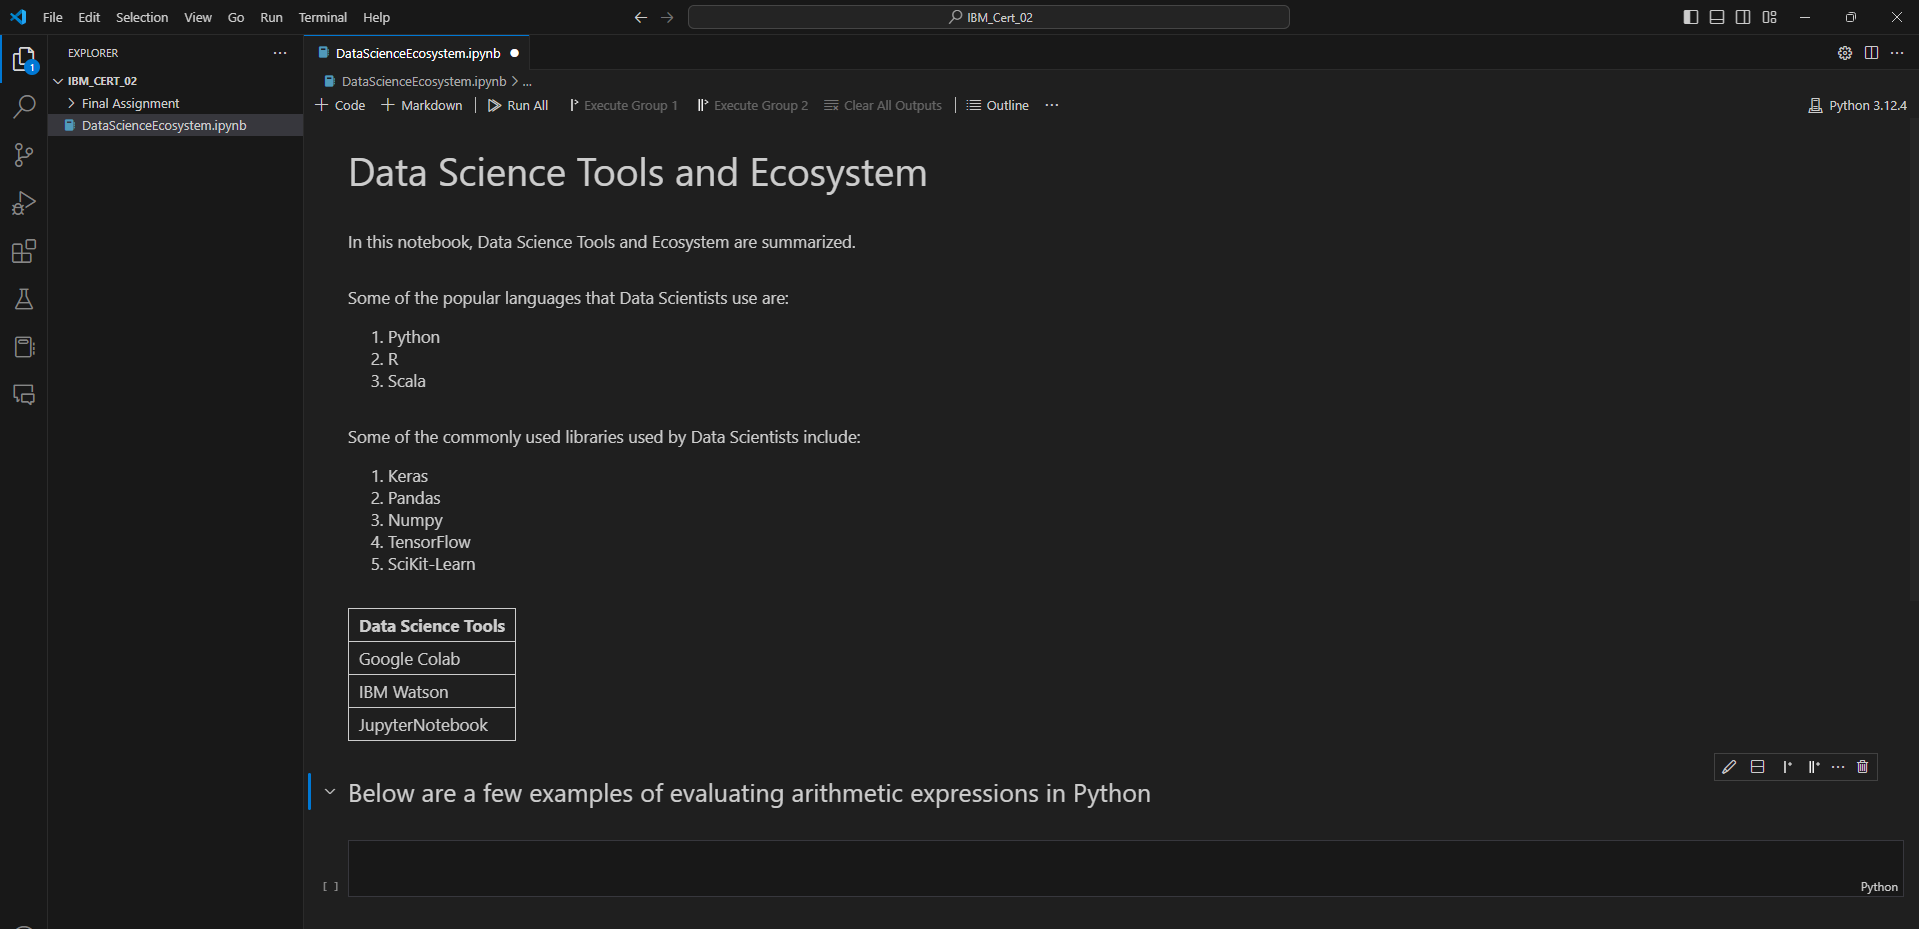 File Edit Selection View Go Run Terminal Help
IBM_Cert_02
EXPLORER
DataScienceEcosystem.ipynb
1
IBM_CERT_02
DataScienceEcosystem.ipynb > ...
Final Assignment
+ Code + Markdown Run All Execute Group 1 Execute Group 2 Clear All Outputs Outline ...
Python 3.12.4
DataScienceEcosystem.ipynb
Data Science Tools and Ecosystem
In this notebook, Data Science Tools and Ecosystem are summarized.
Some of the popular languages that Data Scientists use are:
1. Python
2. R
3. Scala
Some of the commonly used libraries used by Data Scientists include:
1. Keras
2. Pandas
3. Numpy
4. TensorFlow
5. SciKit-Learn
Data Science Tools
Google Colab
IBM Watson
JupyterNotebook
Below are a few examples of evaluating arithmetic expressions in Python
[ ]
Python